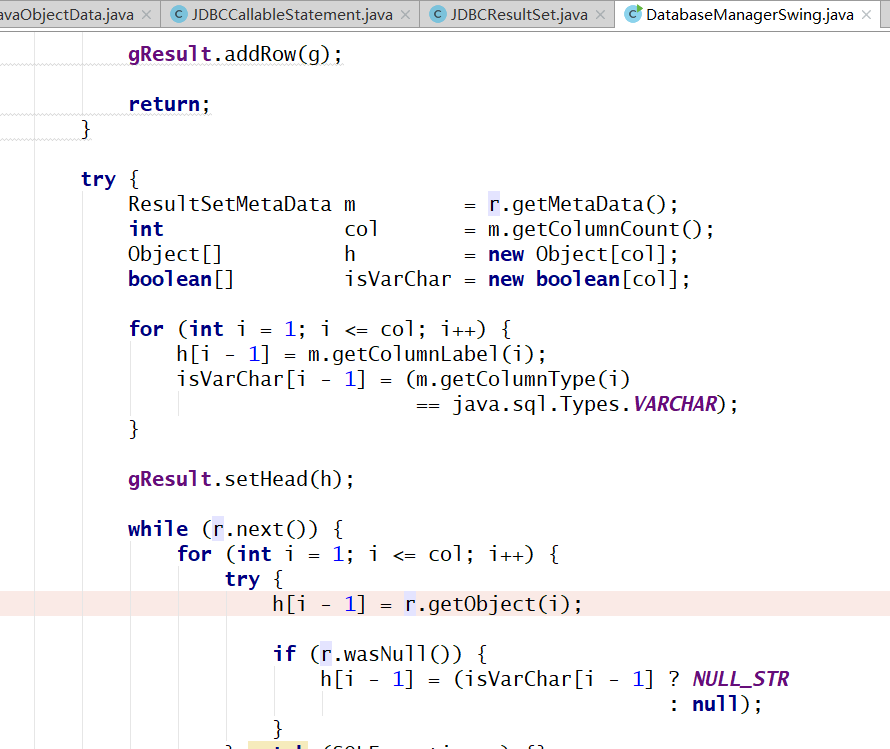 avaObjectData.java JDBCCallableStatement.java JDBCResultSet.java DatabaseManagerSwing.java
gResult.addRow(g);
return;
}
try {
ResultSetMetaData m = r.getMetaData();
int col = m.getColumnCount();
Object[] h = new Object[col];
boolean[] isVarChar = new boolean[col];
for (int i = 1; i <= col; i++) {
h[i - 1] = m.getColumnLabel(i);
isVarChar[i - 1] = (m.getColumnType(i)
== java.sql.Types.VARCHAR);
}
gResult.setHead(h);
while (r.next()) {
for (int i = 1; i <= col; i++) {
try {
h[i - 1] = r.getObject(i);
if (r.wasNull()) {
h[i - 1] = (isVarChar[i - 1] ? NULL_STR
: null);
}